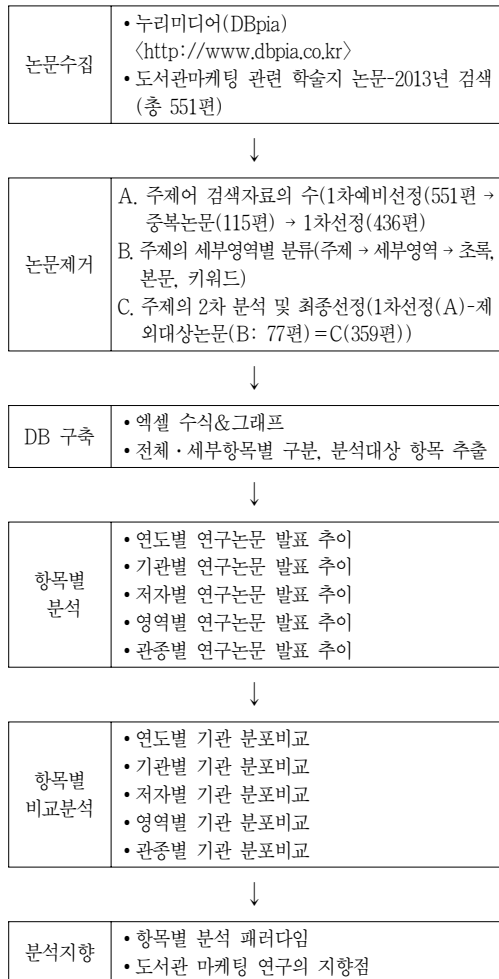 논문수집
• 누리미디어(DBpia)
〈http://www.dbpia.co.kr〉
• 도서관마케팅 관련 학술지 논문-2013년 검색
(총 551편)
↓
논문제거
A. 주제어 검색자료의 수(1차예비선정(551편 →
중복논문(115편) → 1차선정(436편)
B. 주제의 세부영역별 분류(주제 → 세부영역 → 초록,
본문, 키워드)
C. 주제의 2차 분석 및 최종선정(1차선정(A)-제
외대상논문(B: 77편)=C(359편))
↓
DB 구축
• 엑셀 수식&그래프
• 전체·세부항목별 구분, 분석대상 항목 추출
↓
항목별
분석
• 연도별 연구논문 발표 추이
• 기관별 연구논문 발표 추이
• 저자별 연구논문 발표 추이
• 영역별 연구논문 발표 추이
• 관종별 연구논문 발표 추이
↓
항목별
비교분석
• 연도별 기관 분포비교
• 기관별 기관 분포비교
• 저자별 기관 분포비교
• 영역별 기관 분포비교
• 관종별 기관 분포비교
↓
분석지향
• 항목별 분석 패러다임
• 도서관 마케팅 연구의 지향점